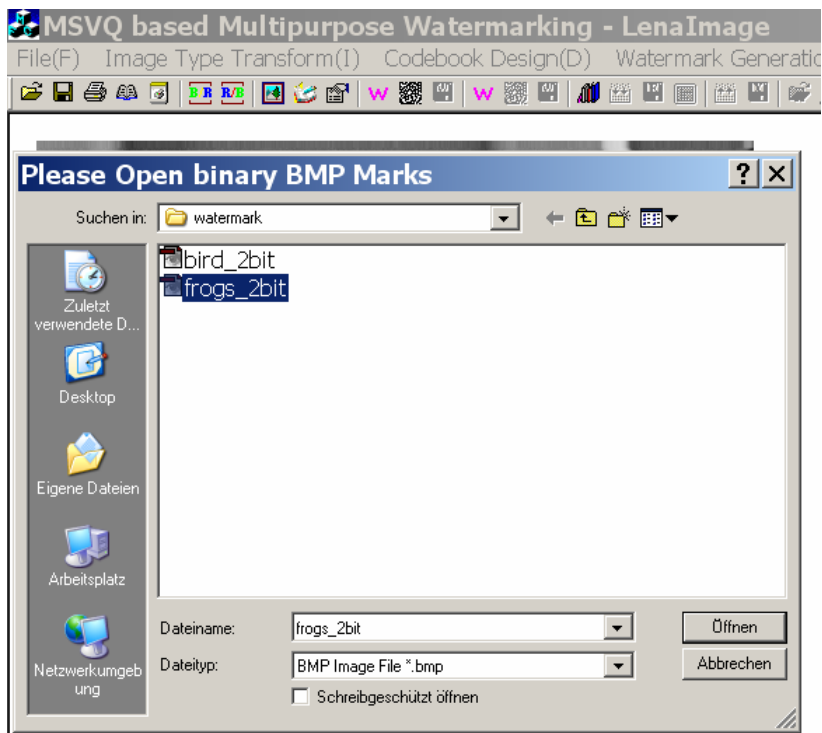 MSVQ based Multipurpose Watermarking - LenaImage
File(F) Image Type Transform(I) Codebook Design(D) Watermark Generatio
B R R/B W W
Please Open binary BMP Marks
Suchen in: watermark
bird_2bit
frogs_2bit
Zuletzt
verwendete D...
Desktop
Eigene Dateien
Arbeitsplatz
Netzwerkumgeb
ung
Dateiname: frogs_2bit Öffnen
Dateityp: BMP Image File *.bmp Abbrechen
Schreibgeschützt öffnen